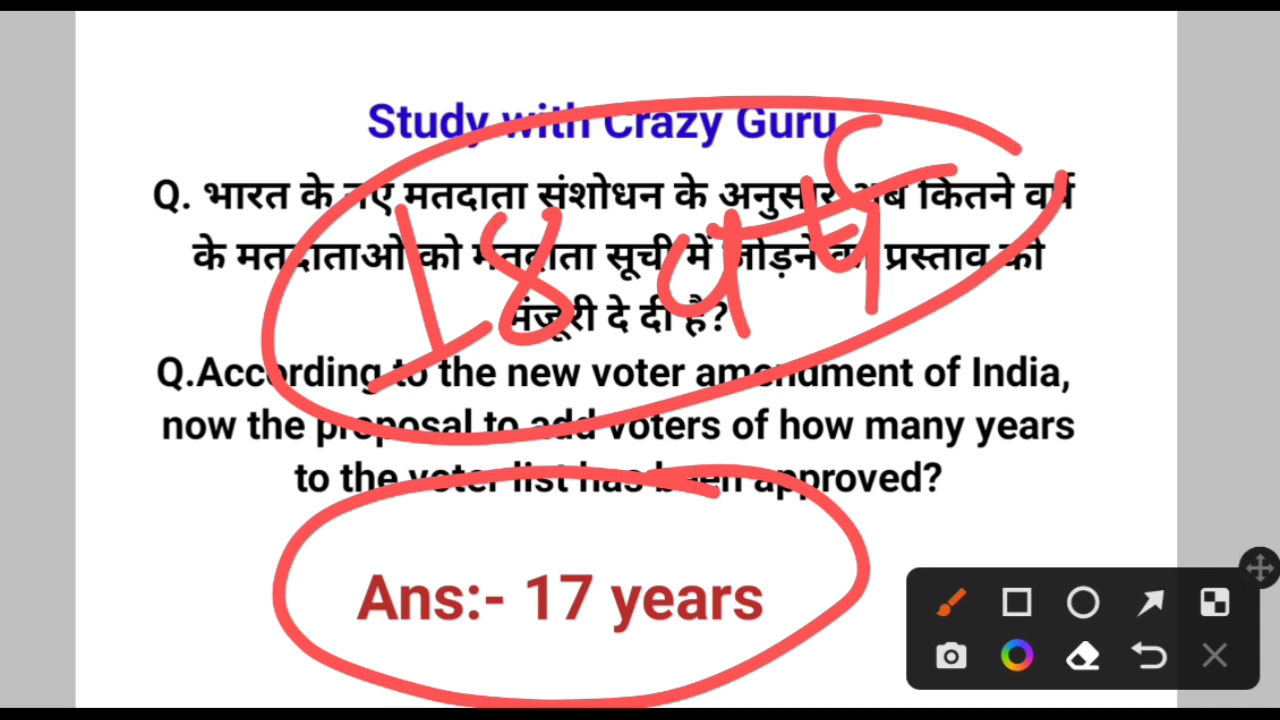 Study with Crazy Guru
Q. भारत के नए मतदाता संशोधन के अनुसार अब कितने वर्ष
के मतदाताओं को मतदाता सूची में जोड़ने का प्रस्ताव को
मंजूरी दे दी है?
18 वर्ष
Q.According to the new voter amendment of India,
now the proposal to add voters of how many years
to the voter list has been approved?
Ans:- 17 years